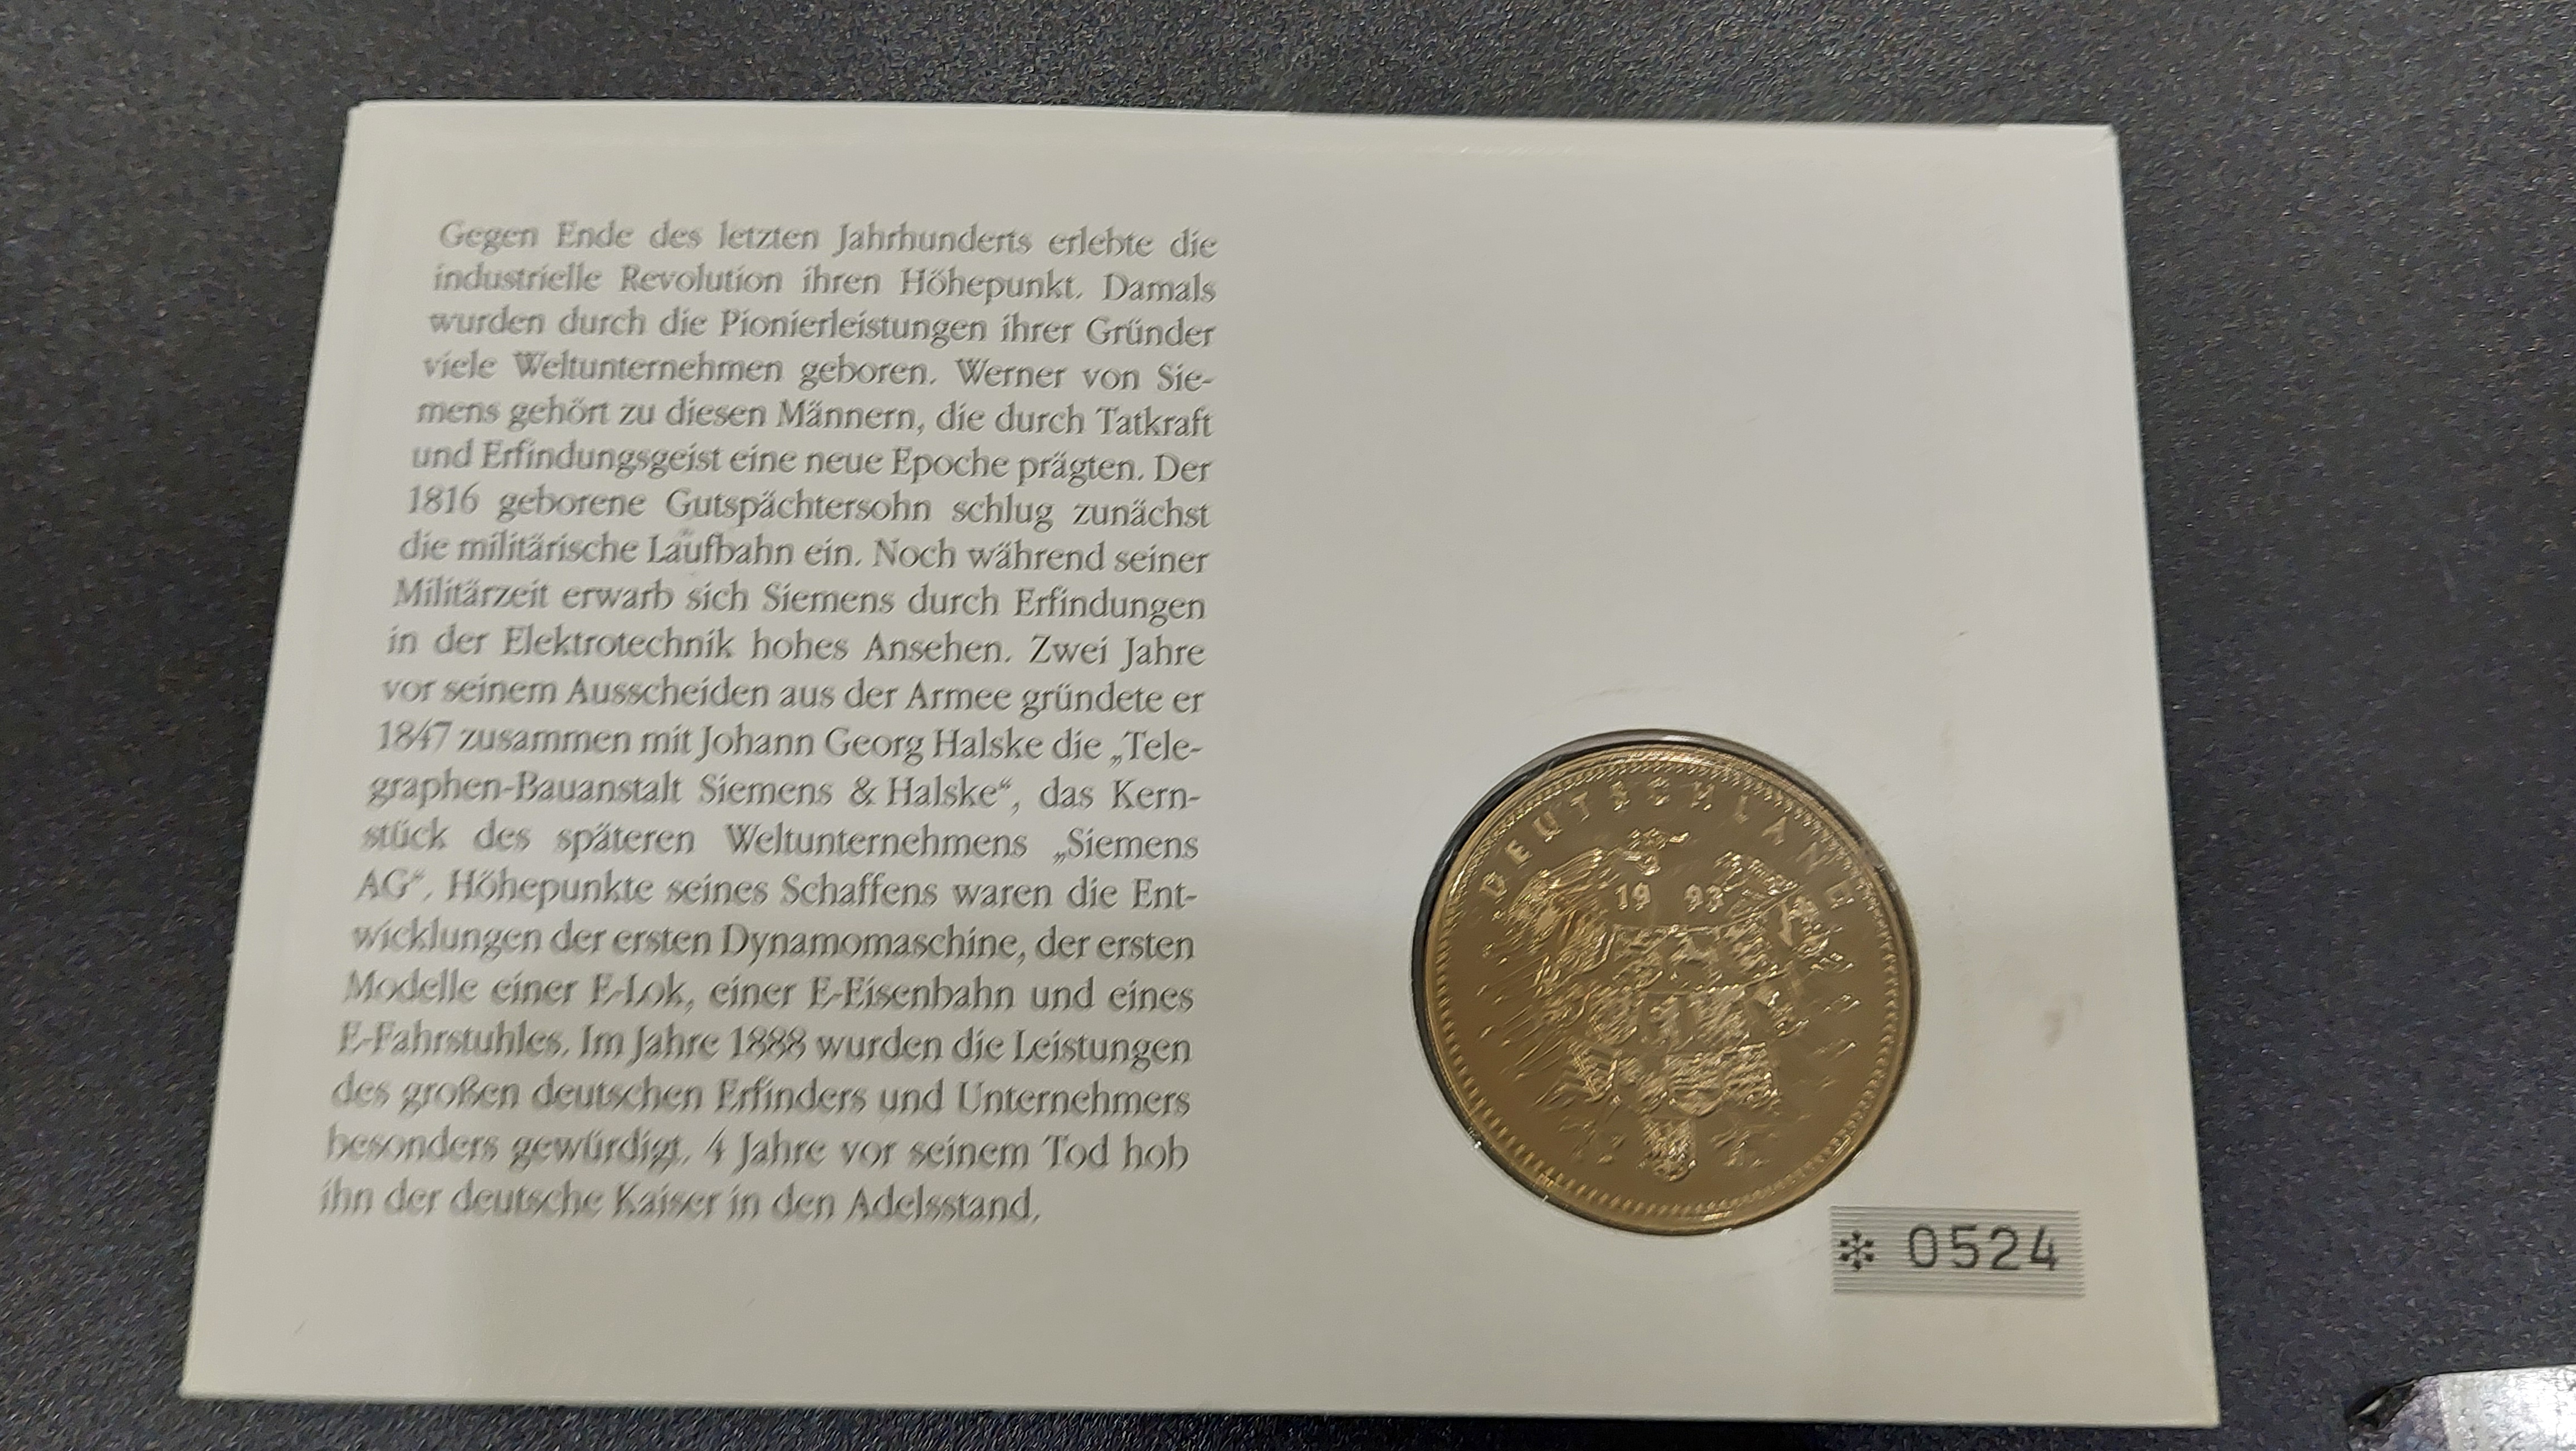 Gegen Ende des letzten Jahrhunderts erlebte die
industrielle Revolution ihren Höhepunkt. Damals
wurden durch die Pionierleistungen ihrer Gründer
viele Weltunternehmen geboren. Werner von Sie-
mens gehört zu diesen Männern, die durch Tatkraft
und Erfindungsgeist eine neue Epoche prägten. Der
1816 geborene Gutspächtersohn schlug zunächst
die militärische Laufbahn ein. Noch während seiner
Militärzeit erwarb sich Siemens durch Erfindungen
in der Elektrotechnik hohes Ansehen. Zwei Jahre
vor seinem Ausscheiden aus der Armee gründete er
1847 zusammen mit Johann Georg Halske die „Tele-
graphen-Bauanstalt Siemens & Halske“, das Kern-
stück des späteren Weltunternehmens „Siemens
AG“. Höhepunkte seines Schaffens waren die Ent-
wicklungen der ersten Dynamomaschine, der ersten
Modelle einer E-Lok, einer E-Eisenbahn und eines
E-Fahrstuhles. Im Jahre 1888 wurden die Leistungen
des großen deutschen Erfinders und Unternehmers
besonders gewürdigt. 4 Jahre vor seinem Tod hob
ihn der deutsche Kaiser in den Adelsstand.
DEUTSCHLAND
19 93
* 0524